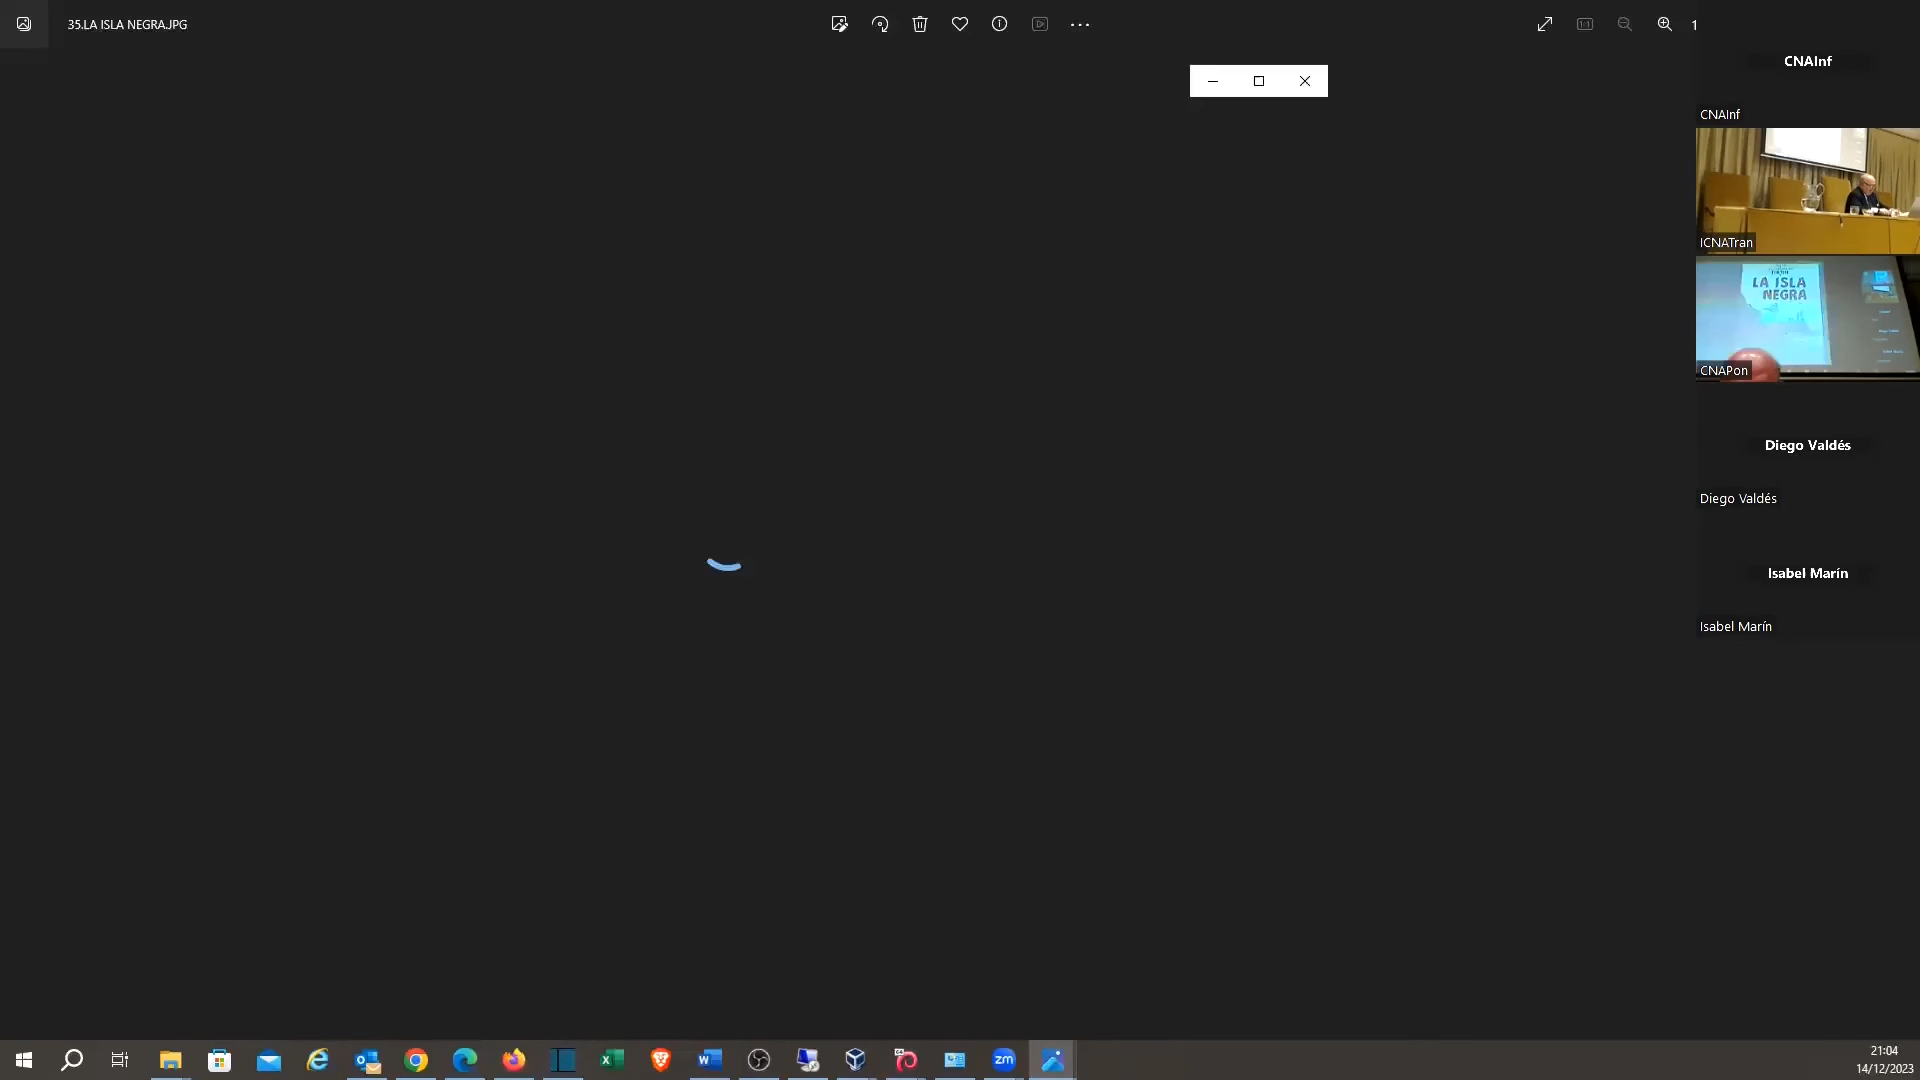 35.LA ISLA NEGRA.JPG
1
CNAInf
CNAInf
ICNATran
LA ISLA
NEGRA
CNAPon
Diego Valdés
Diego Valdés
Isabel Marín
Isabel Marín
zm
21:04
14/12/2023